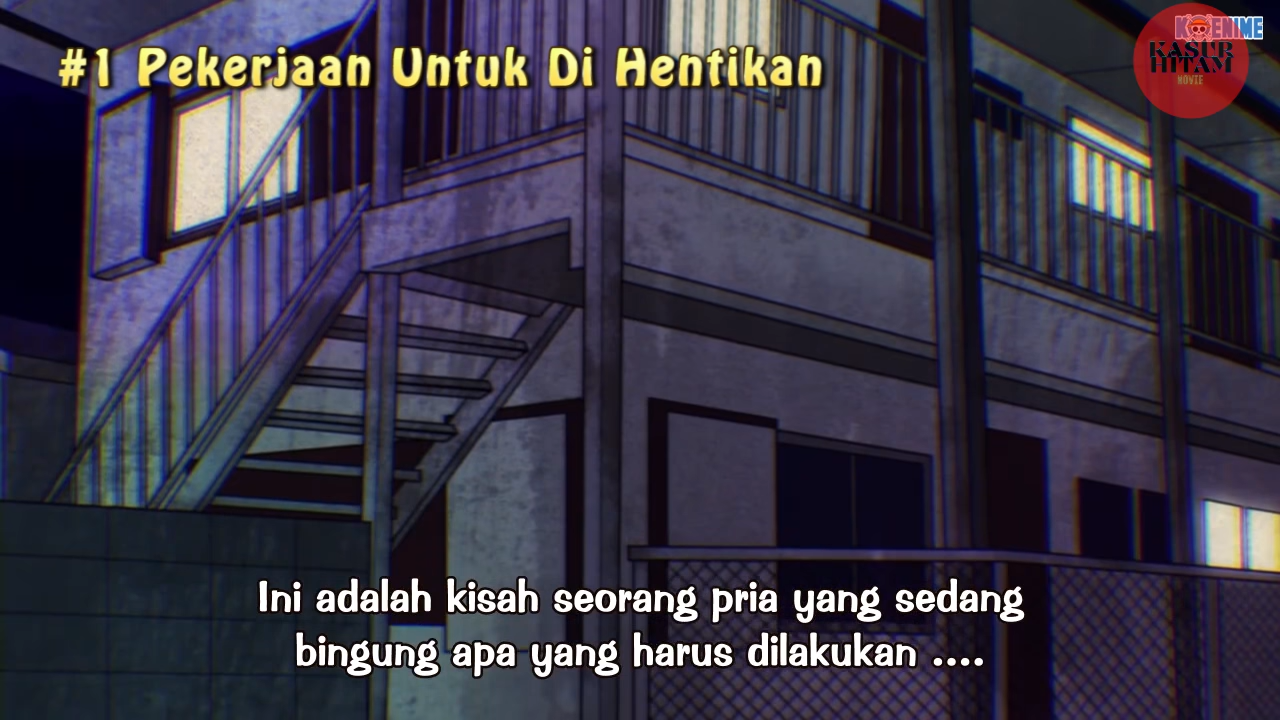 #1 Pekerjaan Untuk Di Hentikan
KASUR
HITAM
MOVIE
Ini adalah kisah seorang pria yang sedang
bingung apa yang harus dilakukan ....